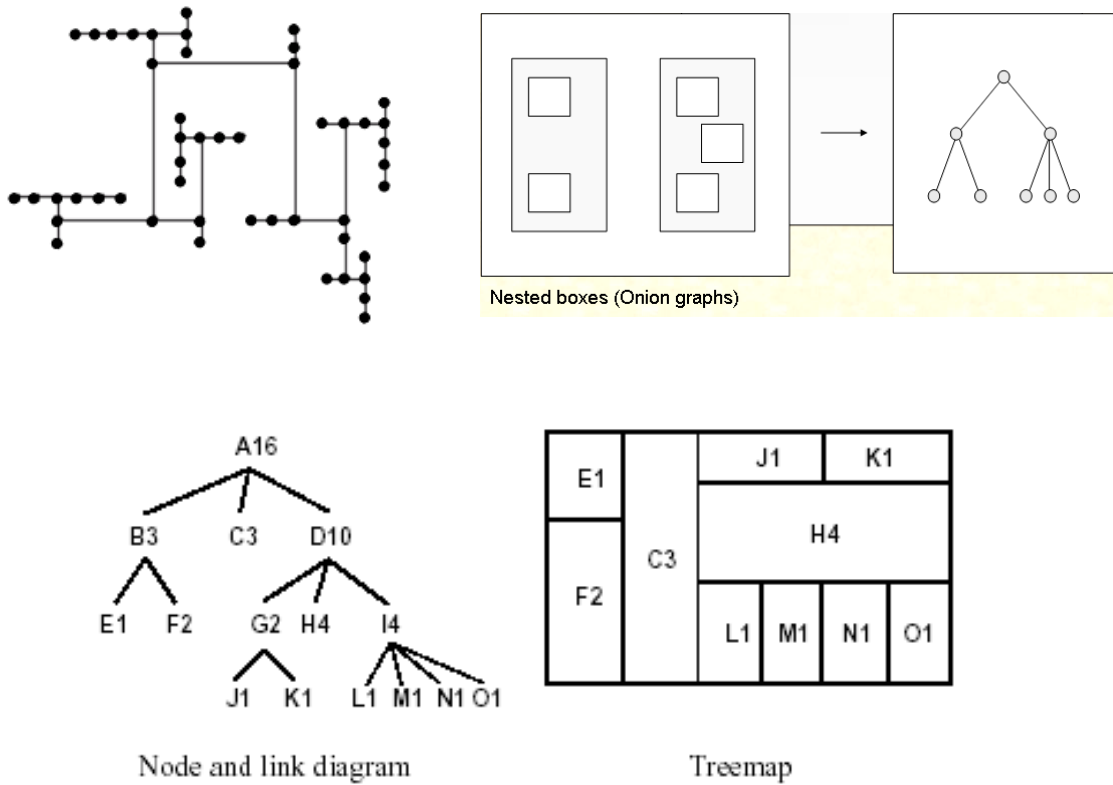 Nested boxes (Onion graphs)
A16
B3 C3 D10
E1 F2 G2 H4 I4
J1 K1 L1 M1 N1 O1
Node and link diagram
E1 J1 K1
H4
C3
F2
L1 M1 N1 O1
Treemap